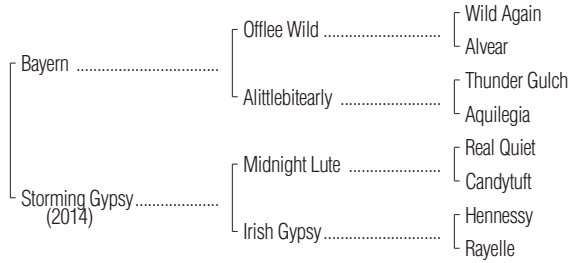 Wild Again
Offlee Wild ..............................
Alvear
Bayern ....................................
Thunder Gulch
Alittlebitearly ..........................
Aquilegia
Real Quiet
Midnight Lute ........................
Candytuft
Storming Gypsy .....................
(2014)
Hennessy
Irish Gypsy ..............................
Rayelle